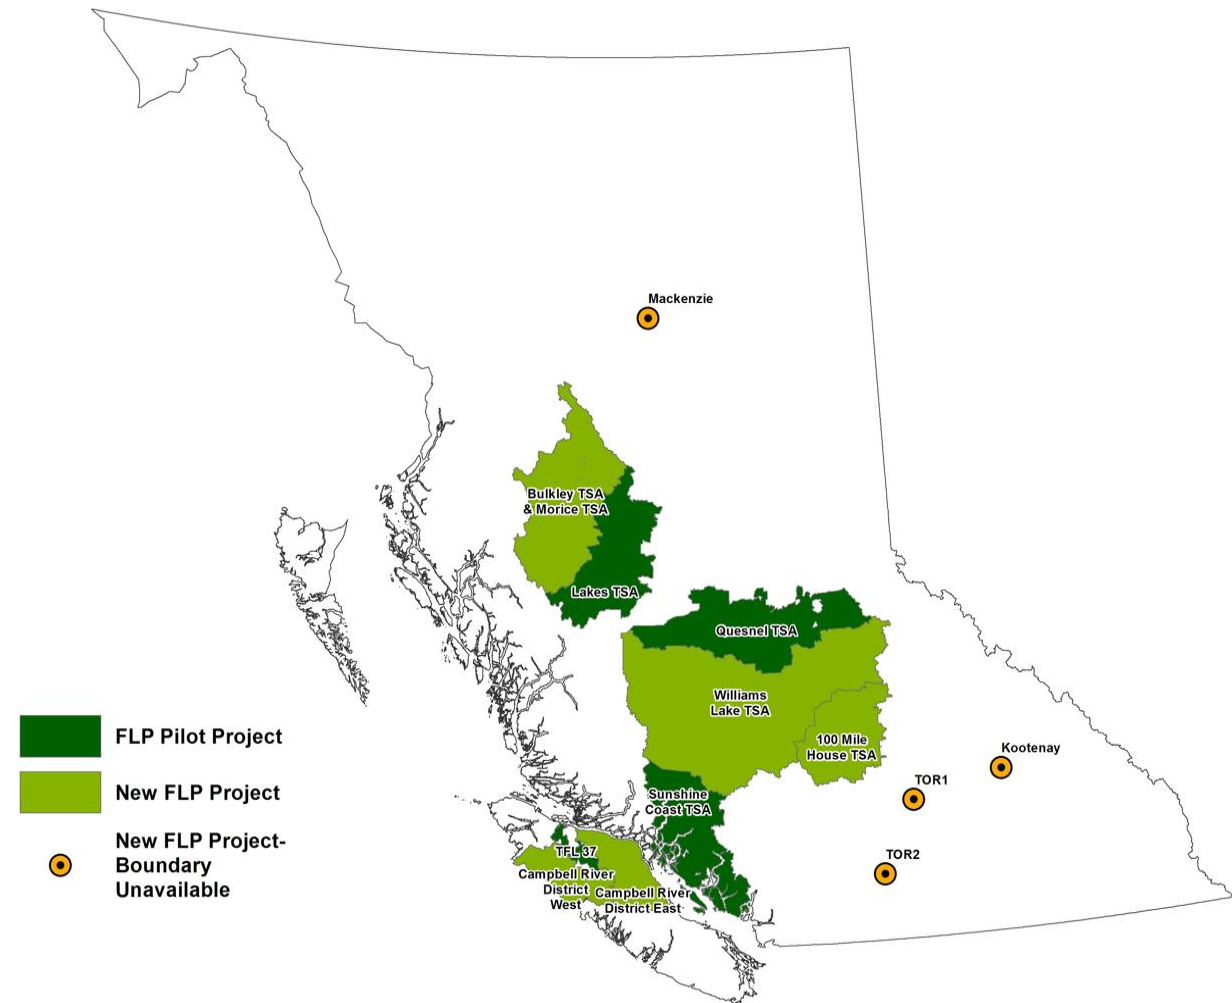 Mackenzie
Bulkley TSA
& Morice TSA
Lakes TSA
Quesnel TSA
Williams
Lake TSA
100 Mile
House TSA
Kootenay
TOR1
Sunshine
Coast TSA
TOR2
TFL 37
Campbell River
District
West
Campbell River
District East
FLP Pilot Project
New FLP Project
New FLP Project-
Boundary
Unavailable